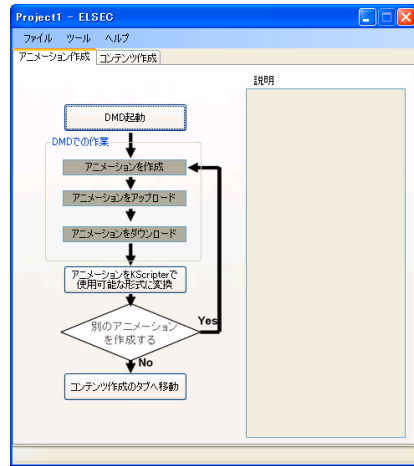 Project1 - ELSEC
ファイル ツール ヘルプ
アニメーション作成 コンテンツ作成
説明
DMD起動
DMDでの作業
アニメーションを作成
アニメーションをアップロード
アニメーションをダウンロード
アニメーションをKScripterで
使用可能な形式に変換
別のアニメーション
を作成する
Yes
No
コンテンツ作成のタブへ移動